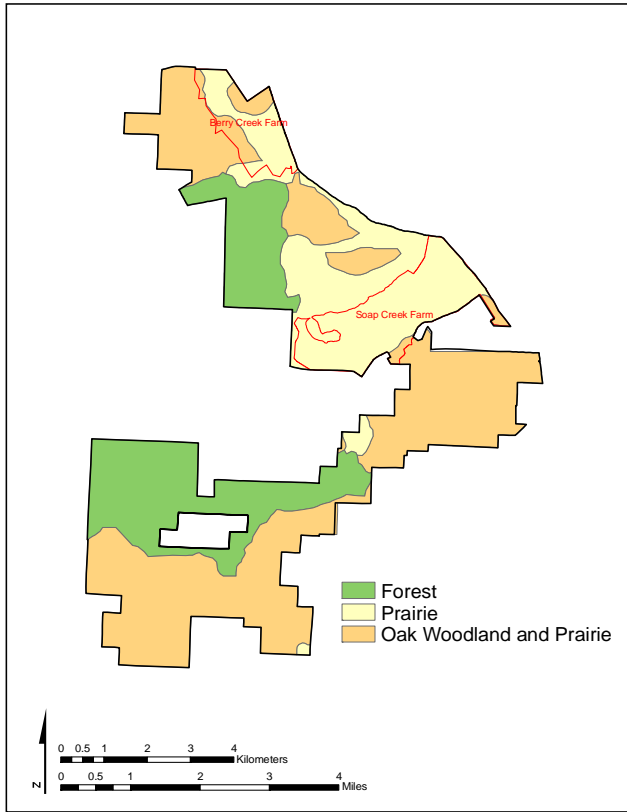 Berry Creek Farm
Soap Creek Farm
Forest
Prairie
Oak Woodland and Prairie
0 0.5 1 2 3 4
Kilometers
0 0.5 1 2 3 4
Miles
N